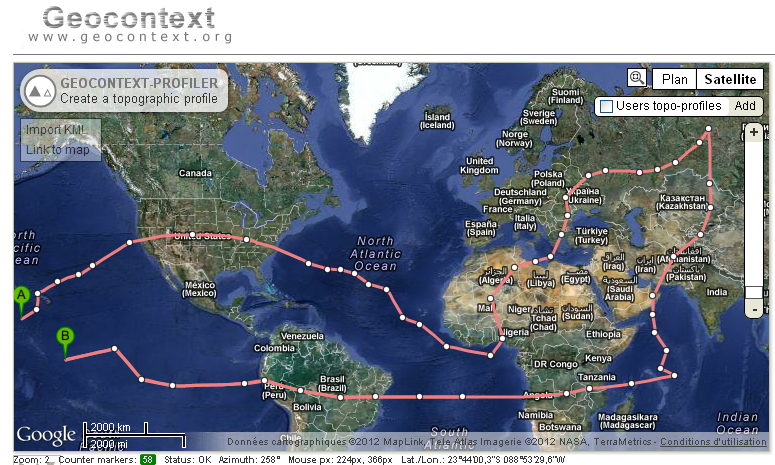 Geocontext
www.geocontext.org
GEOCONTEXT-PROFILER
Create a topographic profile
Plan
Satellite
Users topo-profiles
Add
Import KML
Link to map
+
-
Ísland
(Iceland)
Suomi
(Finland)
Sverige
(Sweden)
Norge
(Norway)
United
Kingdom
Polska
(Poland)
Deutschland
(Germany)
Україна
(Ukraine)
France
Italia
(Italy)
España
(Spain)
Türkiye
(Turkey)
Казахстан
(Kazakhstan)
Canada
United States
North
Atlantic
Ocean
México
(Mexico)
الجزائر
(Algeria)
ليبيا
(Libya)
مصر
(Egypt)
العراق
(Iraq)
ایران
(Iran)
افغانستان
(Afghanistan)
پاکستان
(Pakistan)
السعودية
(Saudi
Arabia)
India
Mali
Niger
تشاد
Tchad
(Chad)
السودان
(Sudan)
Nigeria
Ethiopia
Venezuela
Colombia
DR Congo
Kenya
Tanzania
Perú
(Peru)
Brasil
(Brazil)
Bolivia
Angola
Namibia
Botswana
Madagasikara
(Madagascar)
Chile
South
Atlantic
Indian
Ocean
A
B
Google
2000 km
2000 mi
Données cartographiques ©2012 MapLink, Tele Atlas Imagerie ©2012 NASA, TerraMetrics - Conditions d'utilisation
Zoom: 2 Counter markers: 58 Status: OK Azimuth: 258° Mouse px: 224px, 366px Lat./Lon.: 23°44'00,3"S 088°53'29,6"W